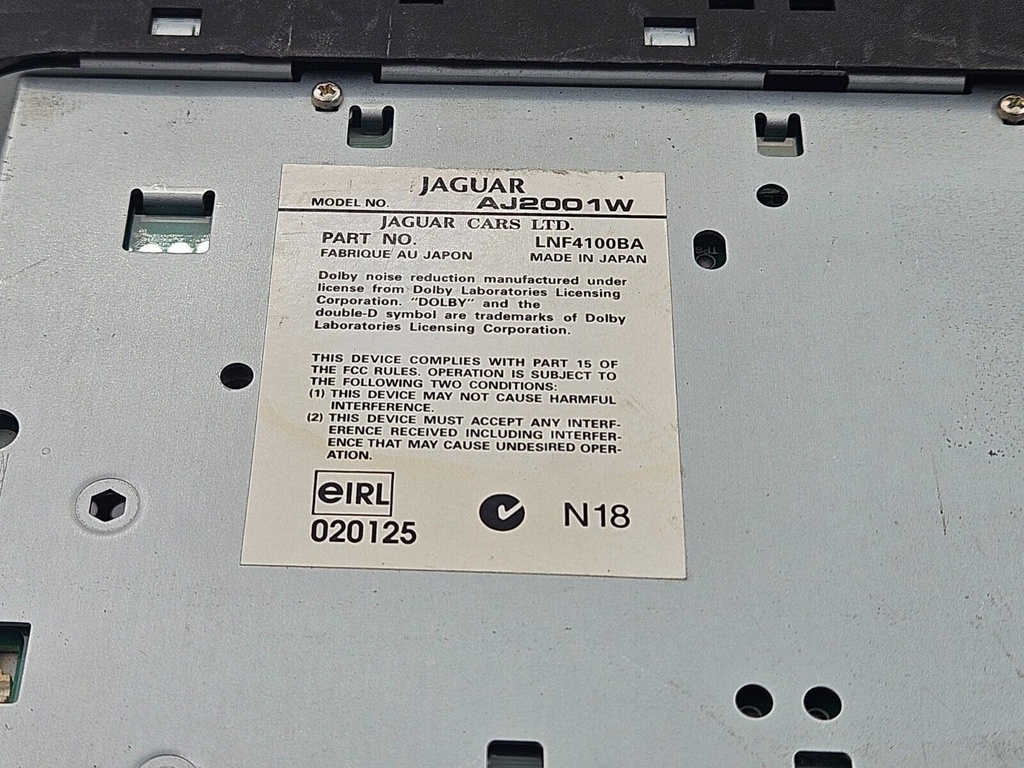 JAGUAR
MODEL NO. AJ2001W
JAGUAR CARS LTD.
PART NO. LNF4100BA
FABRIQUE AU JAPON MADE IN JAPAN
Dolby noise reduction manufactured under
license from Dolby Laboratories Licensing
Corporation. "DOLBY" and the
double-D symbol are trademarks of Dolby
Laboratories Licensing Corporation.
THIS DEVICE COMPLIES WITH PART 15 OF
THE FCC RULES. OPERATION IS SUBJECT TO
THE FOLLOWING TWO CONDITIONS:
(1) THIS DEVICE MAY NOT CAUSE HARMFUL
INTERFERENCE.
(2) THIS DEVICE MUST ACCEPT ANY INTERF-
ERENCE RECEIVED INCLUDING INTERFER-
ENCE THAT MAY CAUSE UNDESIRED OPER-
ATION.
eIRL
020125 N18